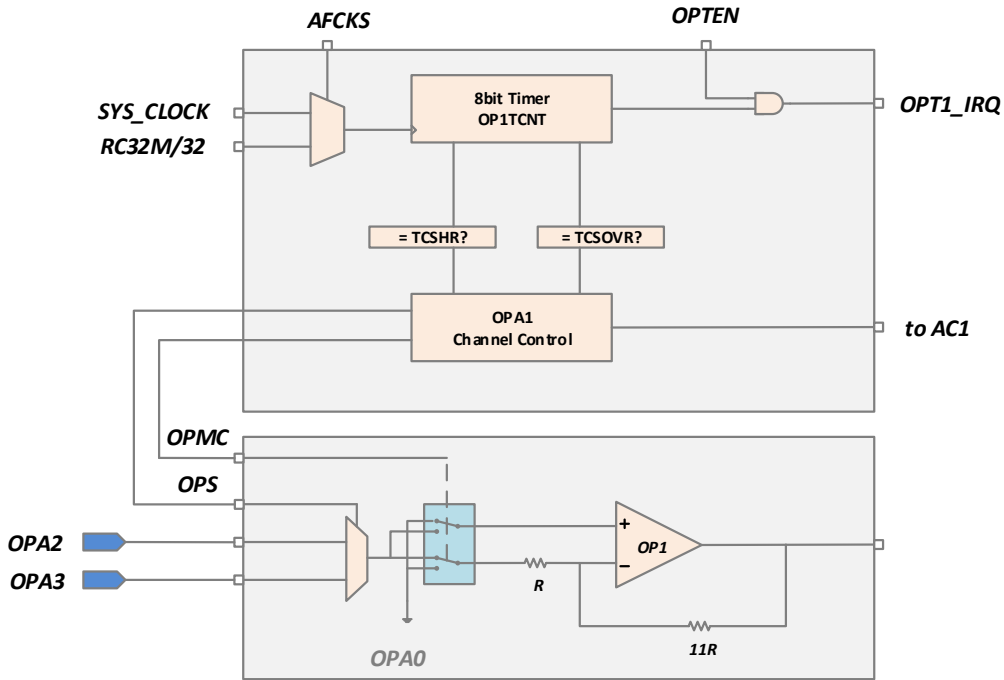 AFCKS
OPTEN
SYS_CLOCK
RC32M/32
8bit Timer
OP1TCNT
OPT1_IRQ
= TCSHR?
= TCSOVR?
OPA1
Channel Control
to AC1
OPMC
OPS
OPA2
OPA3
+
OP1
−
R
OPA0
11R